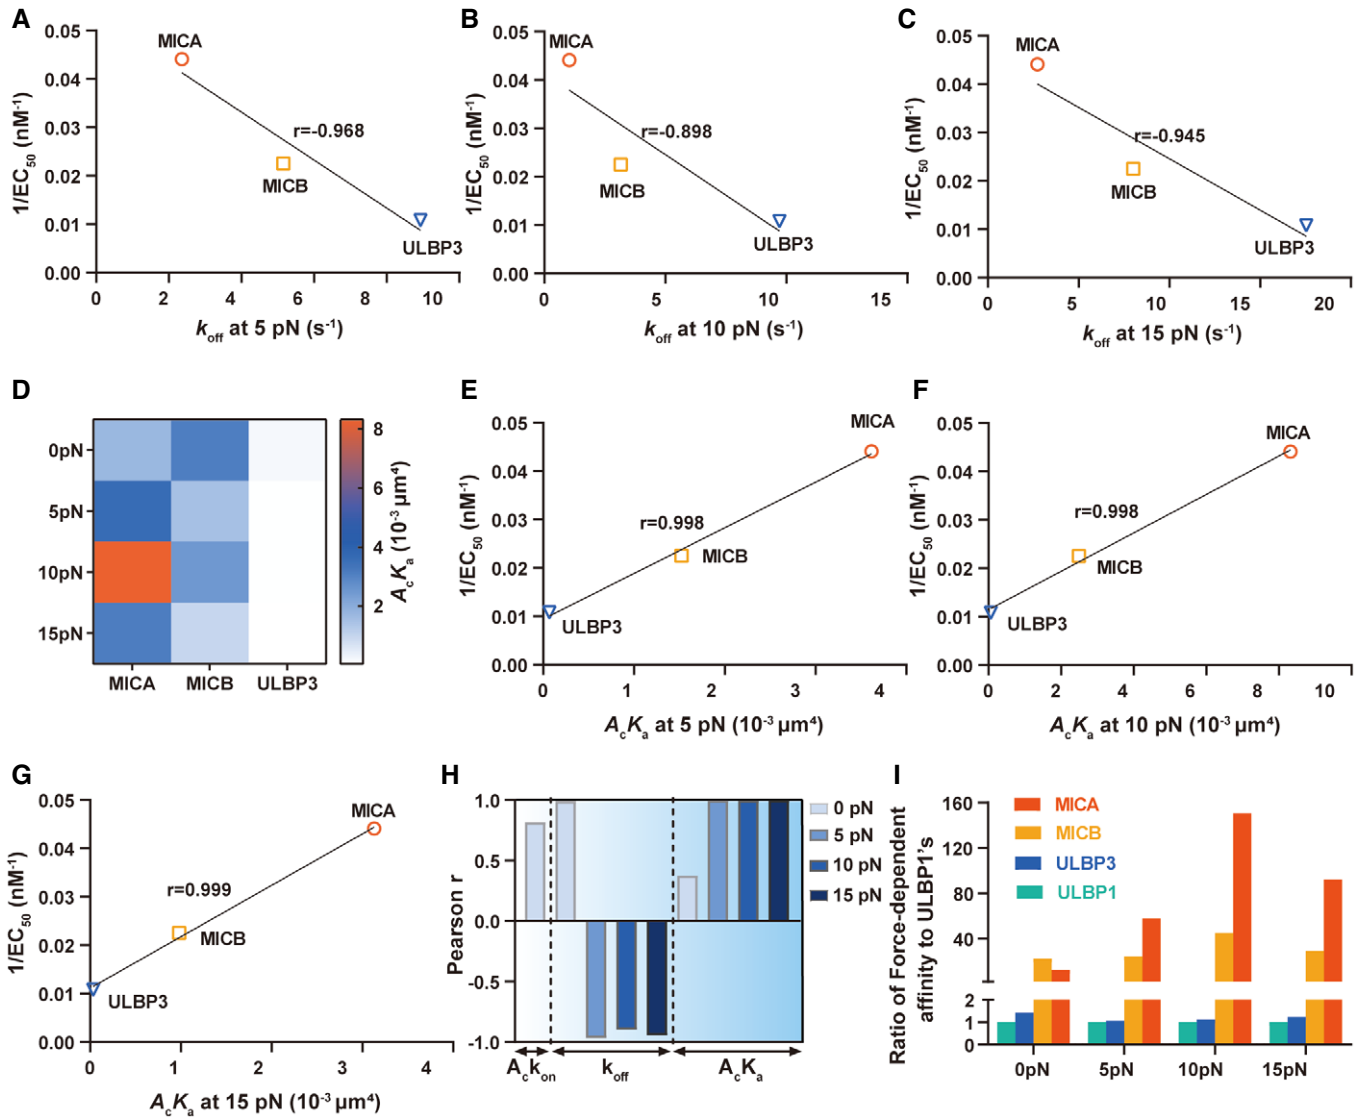 A
0.05
0.04
0.03
0.02
0.01
0.00
1/EC50 (nM-1)
MICA
r=-0.968
MICB
ULBP3
0 2 4 6 8 10
koff at 5 pN (s-1)
B
0.05
0.04
0.03
0.02
0.01
0.00
1/EC50 (nM-1)
MICA
r=-0.898
MICB
ULBP3
0 5 10 15
koff at 10 pN (s-1)
C
0.05
0.04
0.03
0.02
0.01
0.00
1/EC50 (nM-1)
MICA
r=-0.945
MICB
ULBP3
0 5 10 15 20
koff at 15 pN (s-1)
D
0pN
5pN
10pN
15pN
MICA MICB ULBP3
8
6
4
2
AcKa (10-3 μm4)
E
0.05
0.04
0.03
0.02
0.01
0.00
1/EC50 (nM-1)
MICA
r=0.998
MICB
ULBP3
0 1 2 3 4
AcKa at 5 pN (10-3 μm4)
F
0.05
0.04
0.03
0.02
0.01
0.00
1/EC50 (nM-1)
MICA
r=0.998
MICB
ULBP3
0 2 4 6 8 10
AcKa at 10 pN (10-3 μm4)
G
0.05
0.04
0.03
0.02
0.01
0.00
1/EC50 (nM-1)
MICA
r=0.999
MICB
ULBP3
0 1 2 3 4
AcKa at 15 pN (10-3 μm4)
H
1.0
0.5
0.0
-0.5
-1.0
Pearson r
Ackon koff AcKa
0 pN
5 pN
10 pN
15 pN
I
Ratio of Force-dependent
affinity to ULBP1's
160
120
80
40
2
1
0
MICA
MICB
ULBP3
ULBP1
0pN 5pN 10pN 15pN